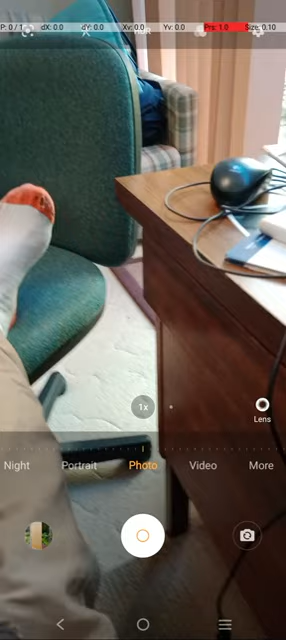 P: 0 / 1 dX: 0.0 dY: 0.0 Xv: 0.0 Yv: 0.0 Prs: 1.0 Size: 0.10
1x
Lens
Night Portrait Photo Video More